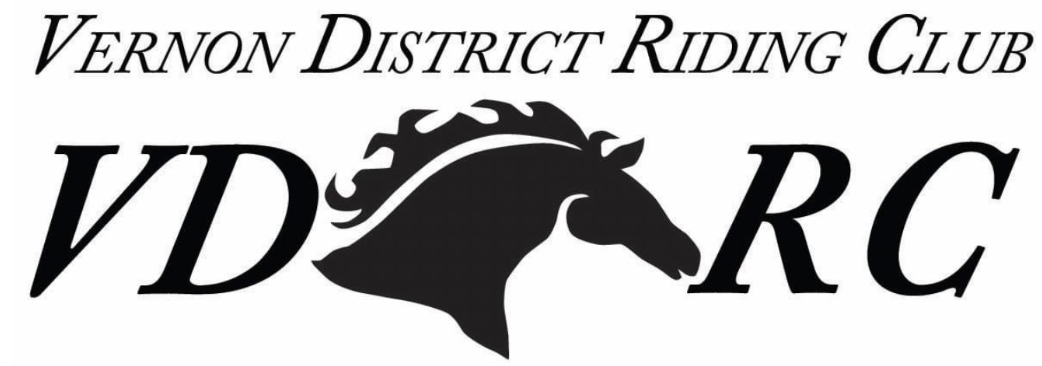 VERNON DISTRICT RIDING CLUB
VD RC